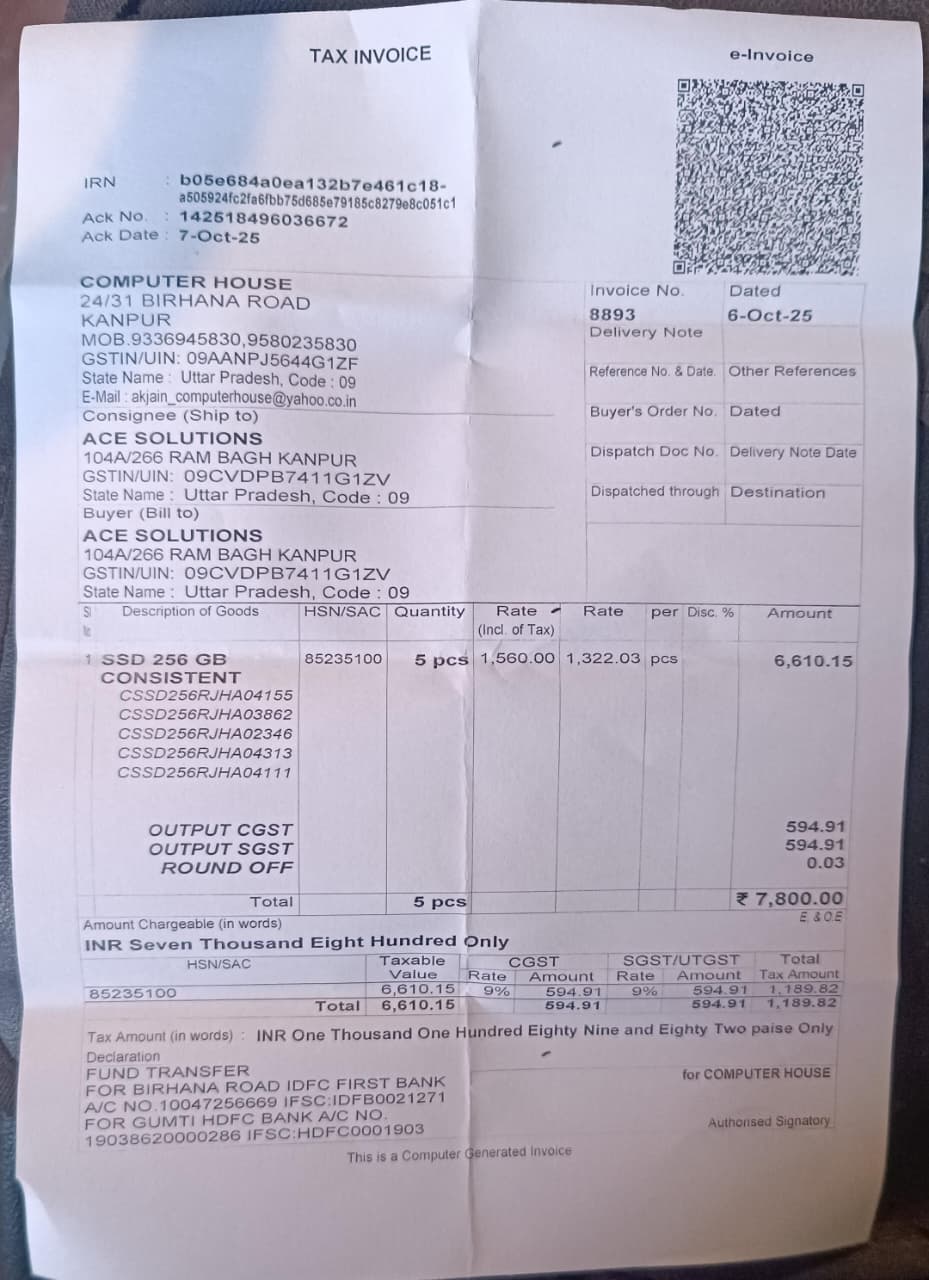 TAX INVOICE
e-Invoice
IRN : b05e684a0ea132b7e461c18-
a505924fc2fa6fbb75d685e79185c8279e8c051c1
Ack No. : 142518496036672
Ack Date : 7-Oct-25
COMPUTER HOUSE
24/31 BIRHANA ROAD
KANPUR
MOB.9336945830,9580235830
GSTIN/UIN: 09AANPJ5644G1ZF
State Name : Uttar Pradesh, Code : 09
E-Mail : akjain_computerhouse@yahoo.co.in
Invoice No. Dated
8893 6-Oct-25
Delivery Note
Reference No. & Date. Other References
Buyer's Order No. Dated
Dispatch Doc No. Delivery Note Date
Dispatched through Destination
Consignee (Ship to)
ACE SOLUTIONS
104A/266 RAM BAGH KANPUR
GSTIN/UIN: 09CVDPB7411G1ZV
State Name : Uttar Pradesh, Code : 09
Buyer (Bill to)
ACE SOLUTIONS
104A/266 RAM BAGH KANPUR
GSTIN/UIN: 09CVDPB7411G1ZV
State Name : Uttar Pradesh, Code : 09
Sl Description of Goods HSN/SAC Quantity Rate Rate per Disc. % Amount
(Incl. of Tax)
1 SSD 256 GB 85235100 5 pcs 1,560.00 1,322.03 pcs 6,610.15
CONSISTENT
CSSD256RJHA04155
CSSD256RJHA03862
CSSD256RJHA02346
CSSD256RJHA04313
CSSD256RJHA04111
OUTPUT CGST 594.91
OUTPUT SGST 594.91
ROUND OFF 0.03
Total 5 pcs ₹ 7,800.00
Amount Chargeable (in words) E. & O.E
INR Seven Thousand Eight Hundred Only
HSN/SAC Taxable CGST SGST/UTGST Total
Value Rate Amount Rate Amount Tax Amount
85235100 6,610.15 9% 594.91 9% 594.91 1,189.82
Total 6,610.15 594.91 594.91 1,189.82
Tax Amount (in words) : INR One Thousand One Hundred Eighty Nine and Eighty Two paise Only
Declaration
FUND TRANSFER
FOR BIRHANA ROAD IDFC FIRST BANK
A/C NO.10047256669 IFSC:IDFB0021271
FOR GUMTI HDFC BANK A/C NO.
19038620000286 IFSC:HDFC0001903
for COMPUTER HOUSE
Authorised Signatory
This is a Computer Generated Invoice